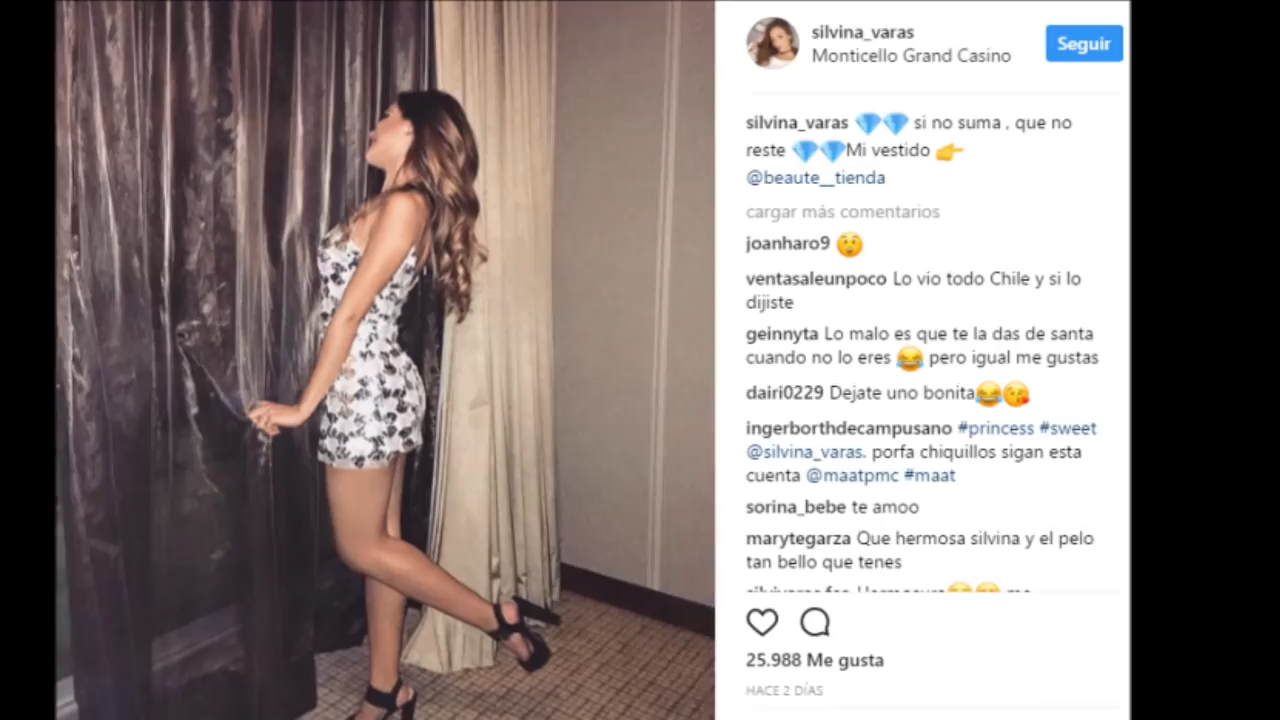 silvina_varas
Monticello Grand Casino
Seguir
silvina_varas 💎💎 si no suma , que no
reste 💎💎Mi vestido 👉
@beaute__tienda
cargar más comentarios
joanharo9 😲
ventasaleunpoco Lo vio todo Chile y si lo
dijiste
geinnyta Lo malo es que te la das de santa
cuando no lo eres 😂 pero igual me gustas
dairi0229 Dejate uno bonita😂😘
ingerborthdecampusano #princess #sweet
@silvina_varas. porfa chiquillos sigan esta
cuenta @maatpmc #maat
sorina_bebe te amoo
marytegarza Que hermosa silvina y el pelo
tan bello que tenes
25.988 Me gusta
HACE 2 DÍAS